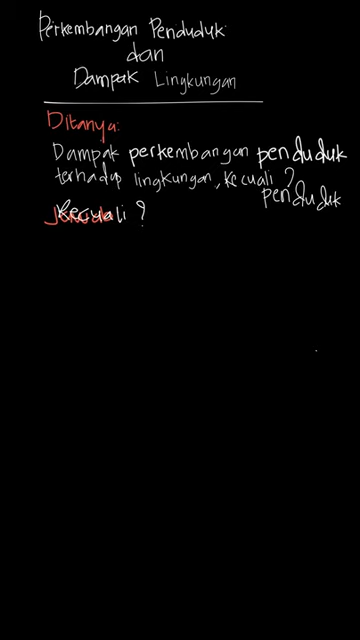 Perkembangan Penduduk
dan
Dampak Lingkungan
Ditanya:
Dampak perkembangan penduduk
terhadap lingkungan, kecuali?
penduduk
Kecuali ?